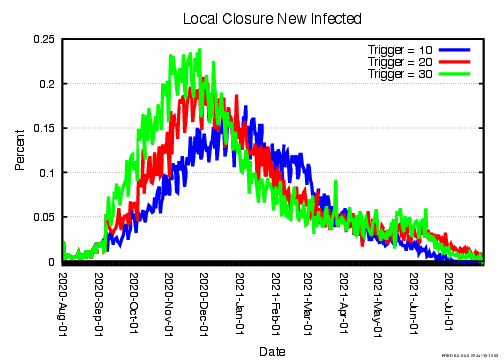 Local Closure New Infected
Trigger = 10
Trigger = 20
Trigger = 30
0.25
0.2
0.15
0.1
0.05
0
Percent
2020-Aug-01
2020-Sep-01
2020-Oct-01
2020-Nov-01
2020-Dec-01
2021-Jan-01
2021-Feb-01
2021-Mar-01
2021-Apr-01
2021-May-01
2021-Jun-01
2021-Jul-01
Date